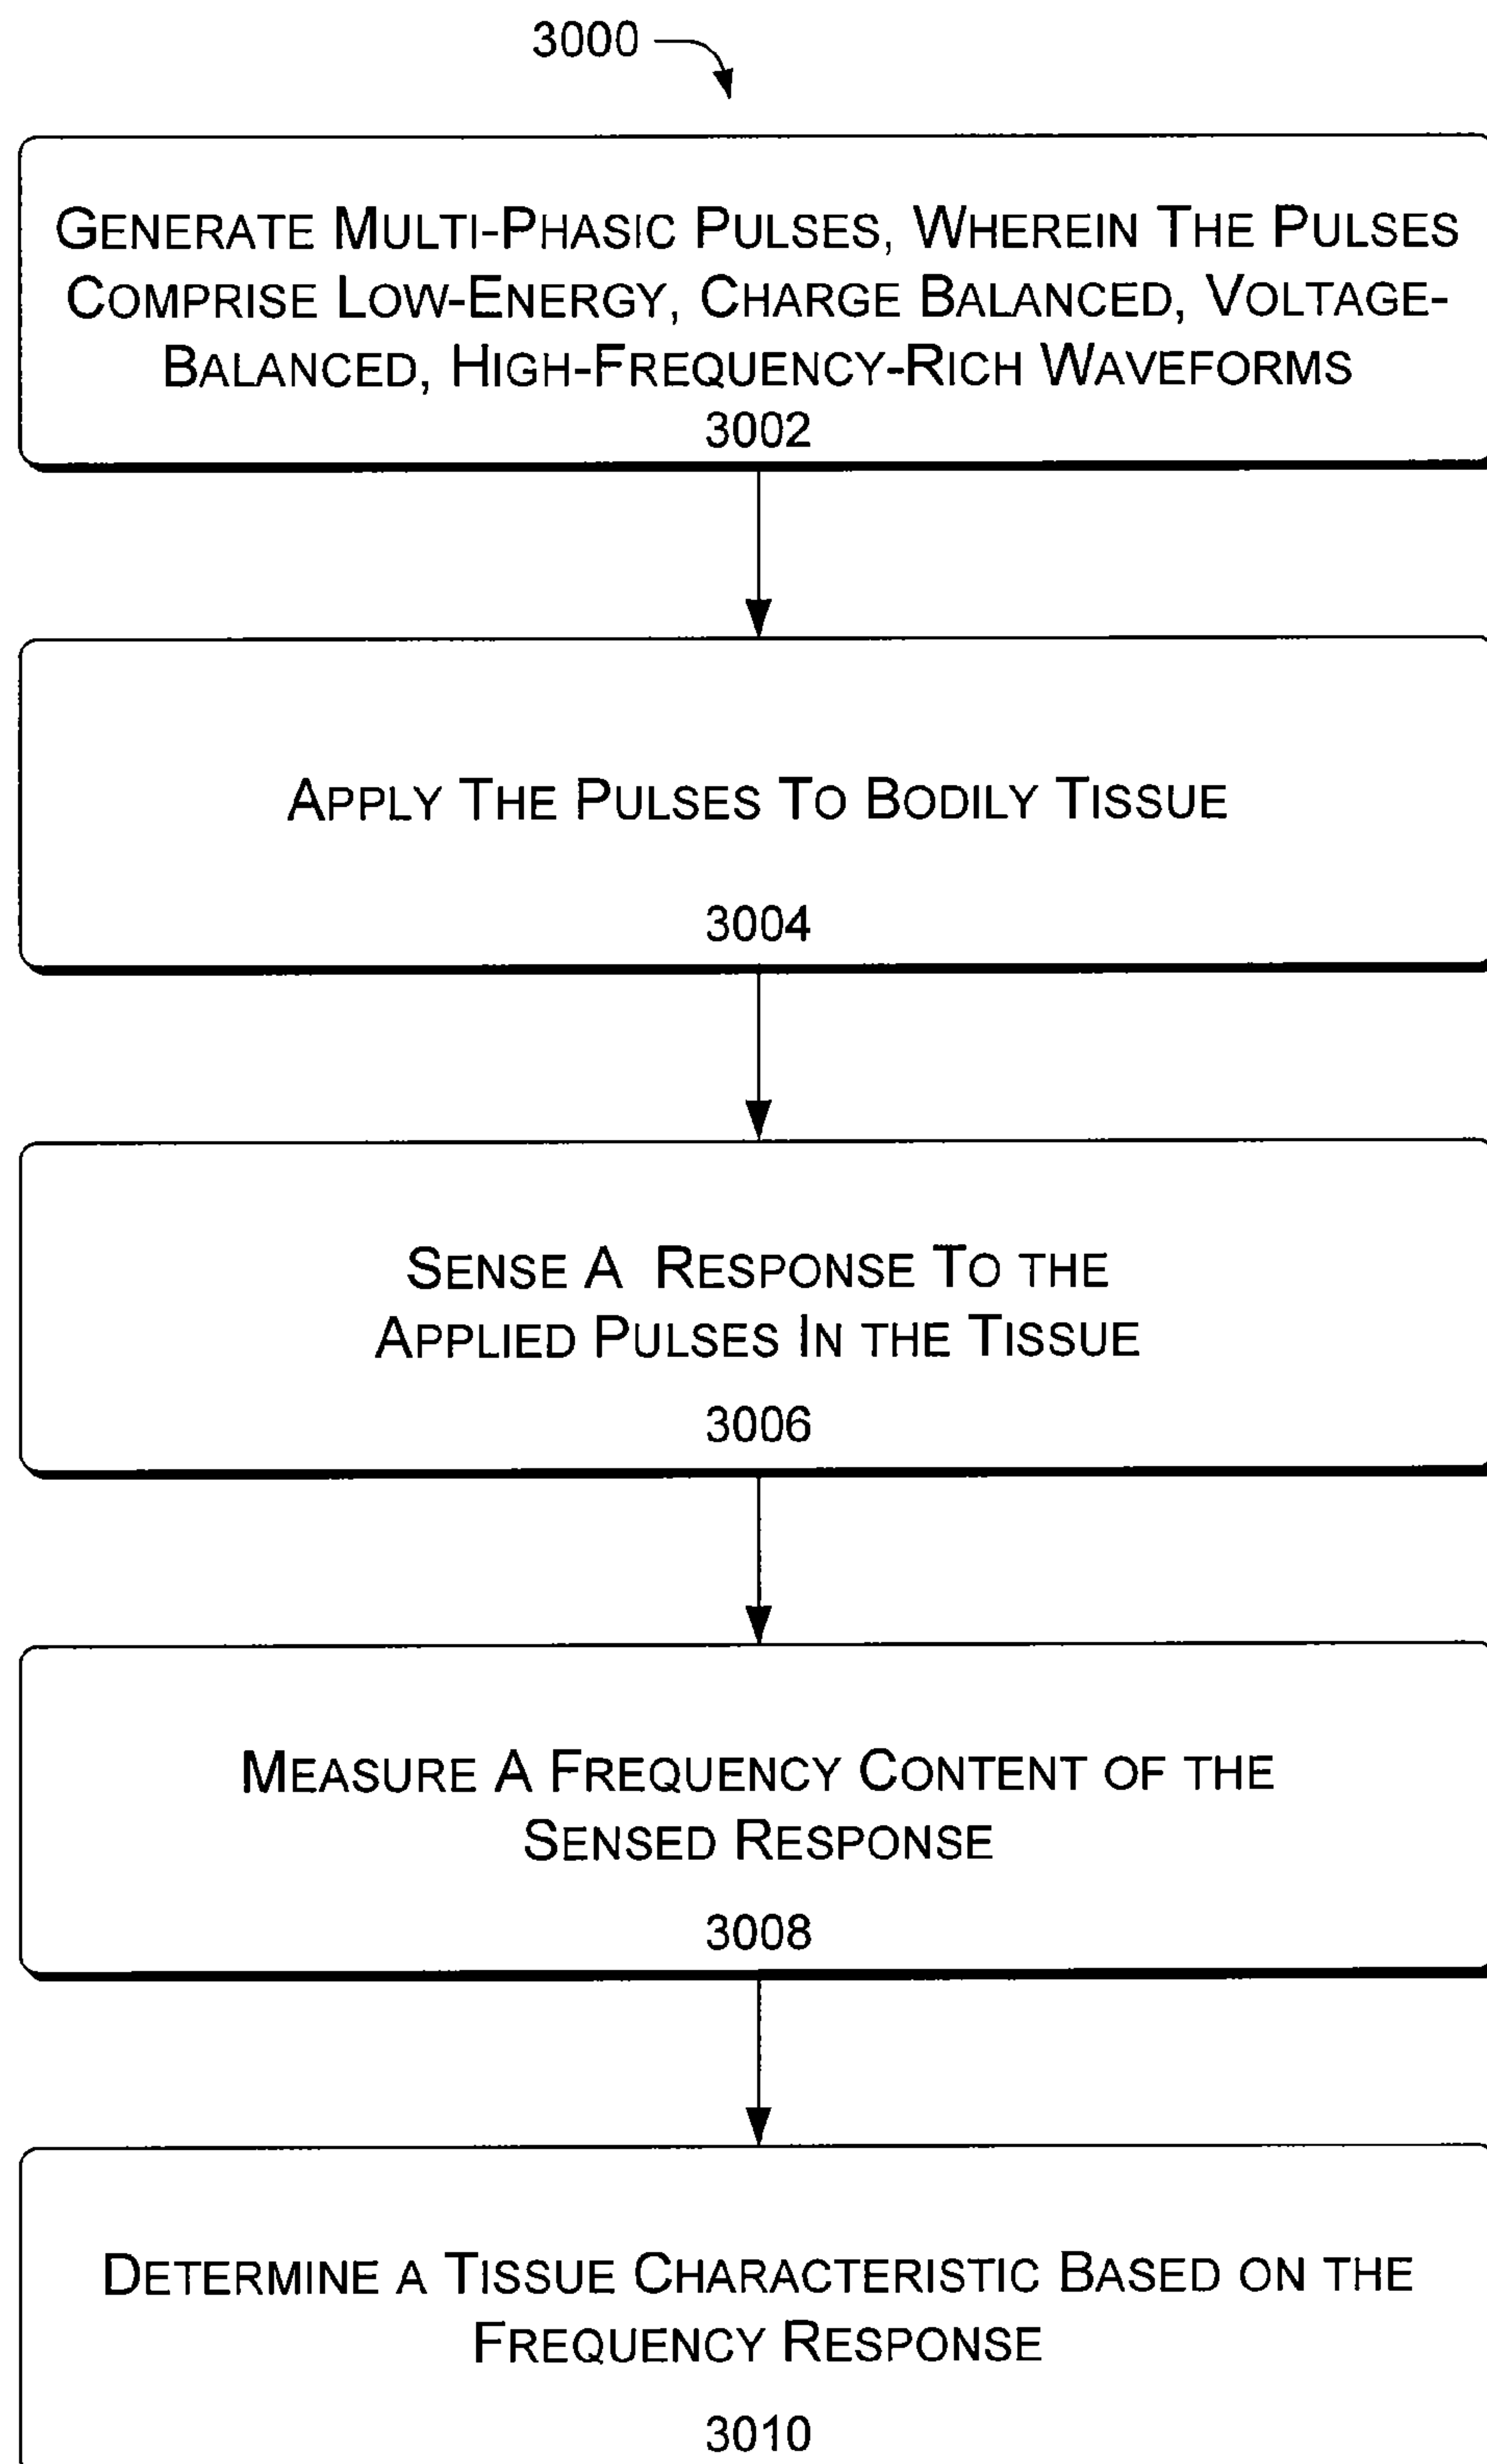 3000
GENERATE MULTI-PHASIC PULSES, WHEREIN THE PULSES
COMPRISE LOW-ENERGY, CHARGE BALANCED, VOLTAGE-
BALANCED, HIGH-FREQUENCY-RICH WAVEFORMS
3002
APPLY THE PULSES TO BODILY TISSUE
3004
SENSE A RESPONSE TO THE
APPLIED PULSES IN THE TISSUE
3006
MEASURE A FREQUENCY CONTENT OF THE
SENSED RESPONSE
3008
DETERMINE A TISSUE CHARACTERISTIC BASED ON THE
FREQUENCY RESPONSE
3010